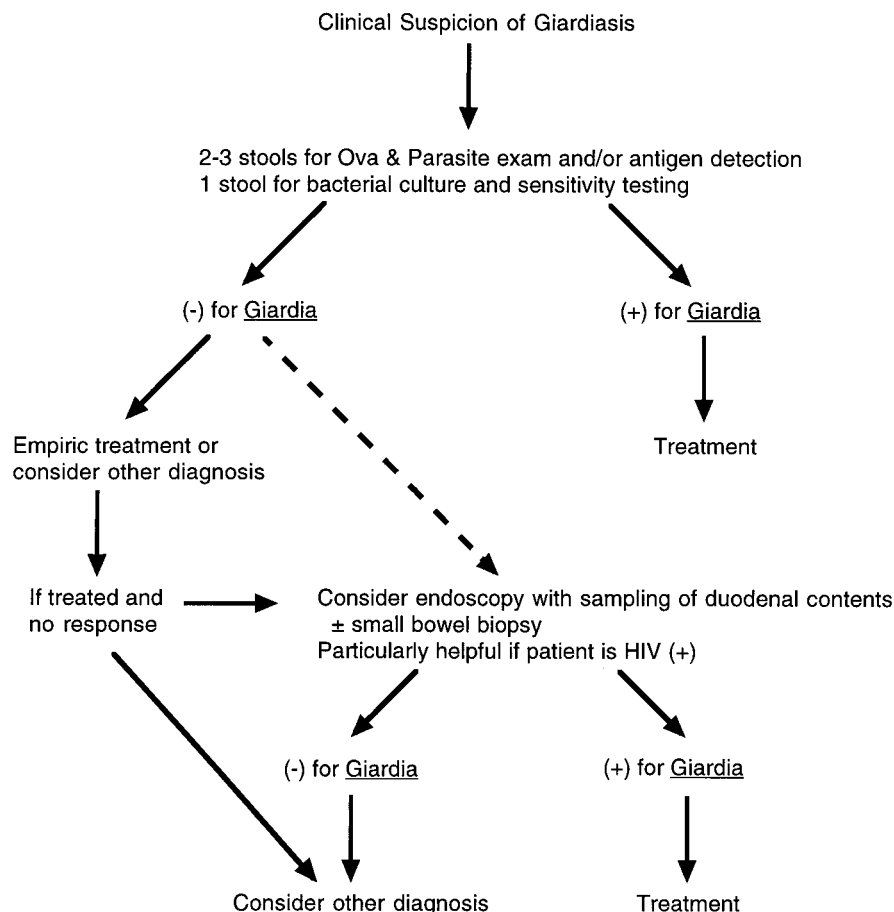 Clinical Suspicion of Giardiasis
2-3 stools for Ova & Parasite exam and/or antigen detection
1 stool for bacterial culture and sensitivity testing
(-) for Giardia
(+) for Giardia
Empiric treatment or
consider other diagnosis
Treatment
If treated and
no response
Consider endoscopy with sampling of duodenal contents
± small bowel biopsy
Particularly helpful if patient is HIV (+)
(-) for Giardia
(+) for Giardia
Consider other diagnosis
Treatment